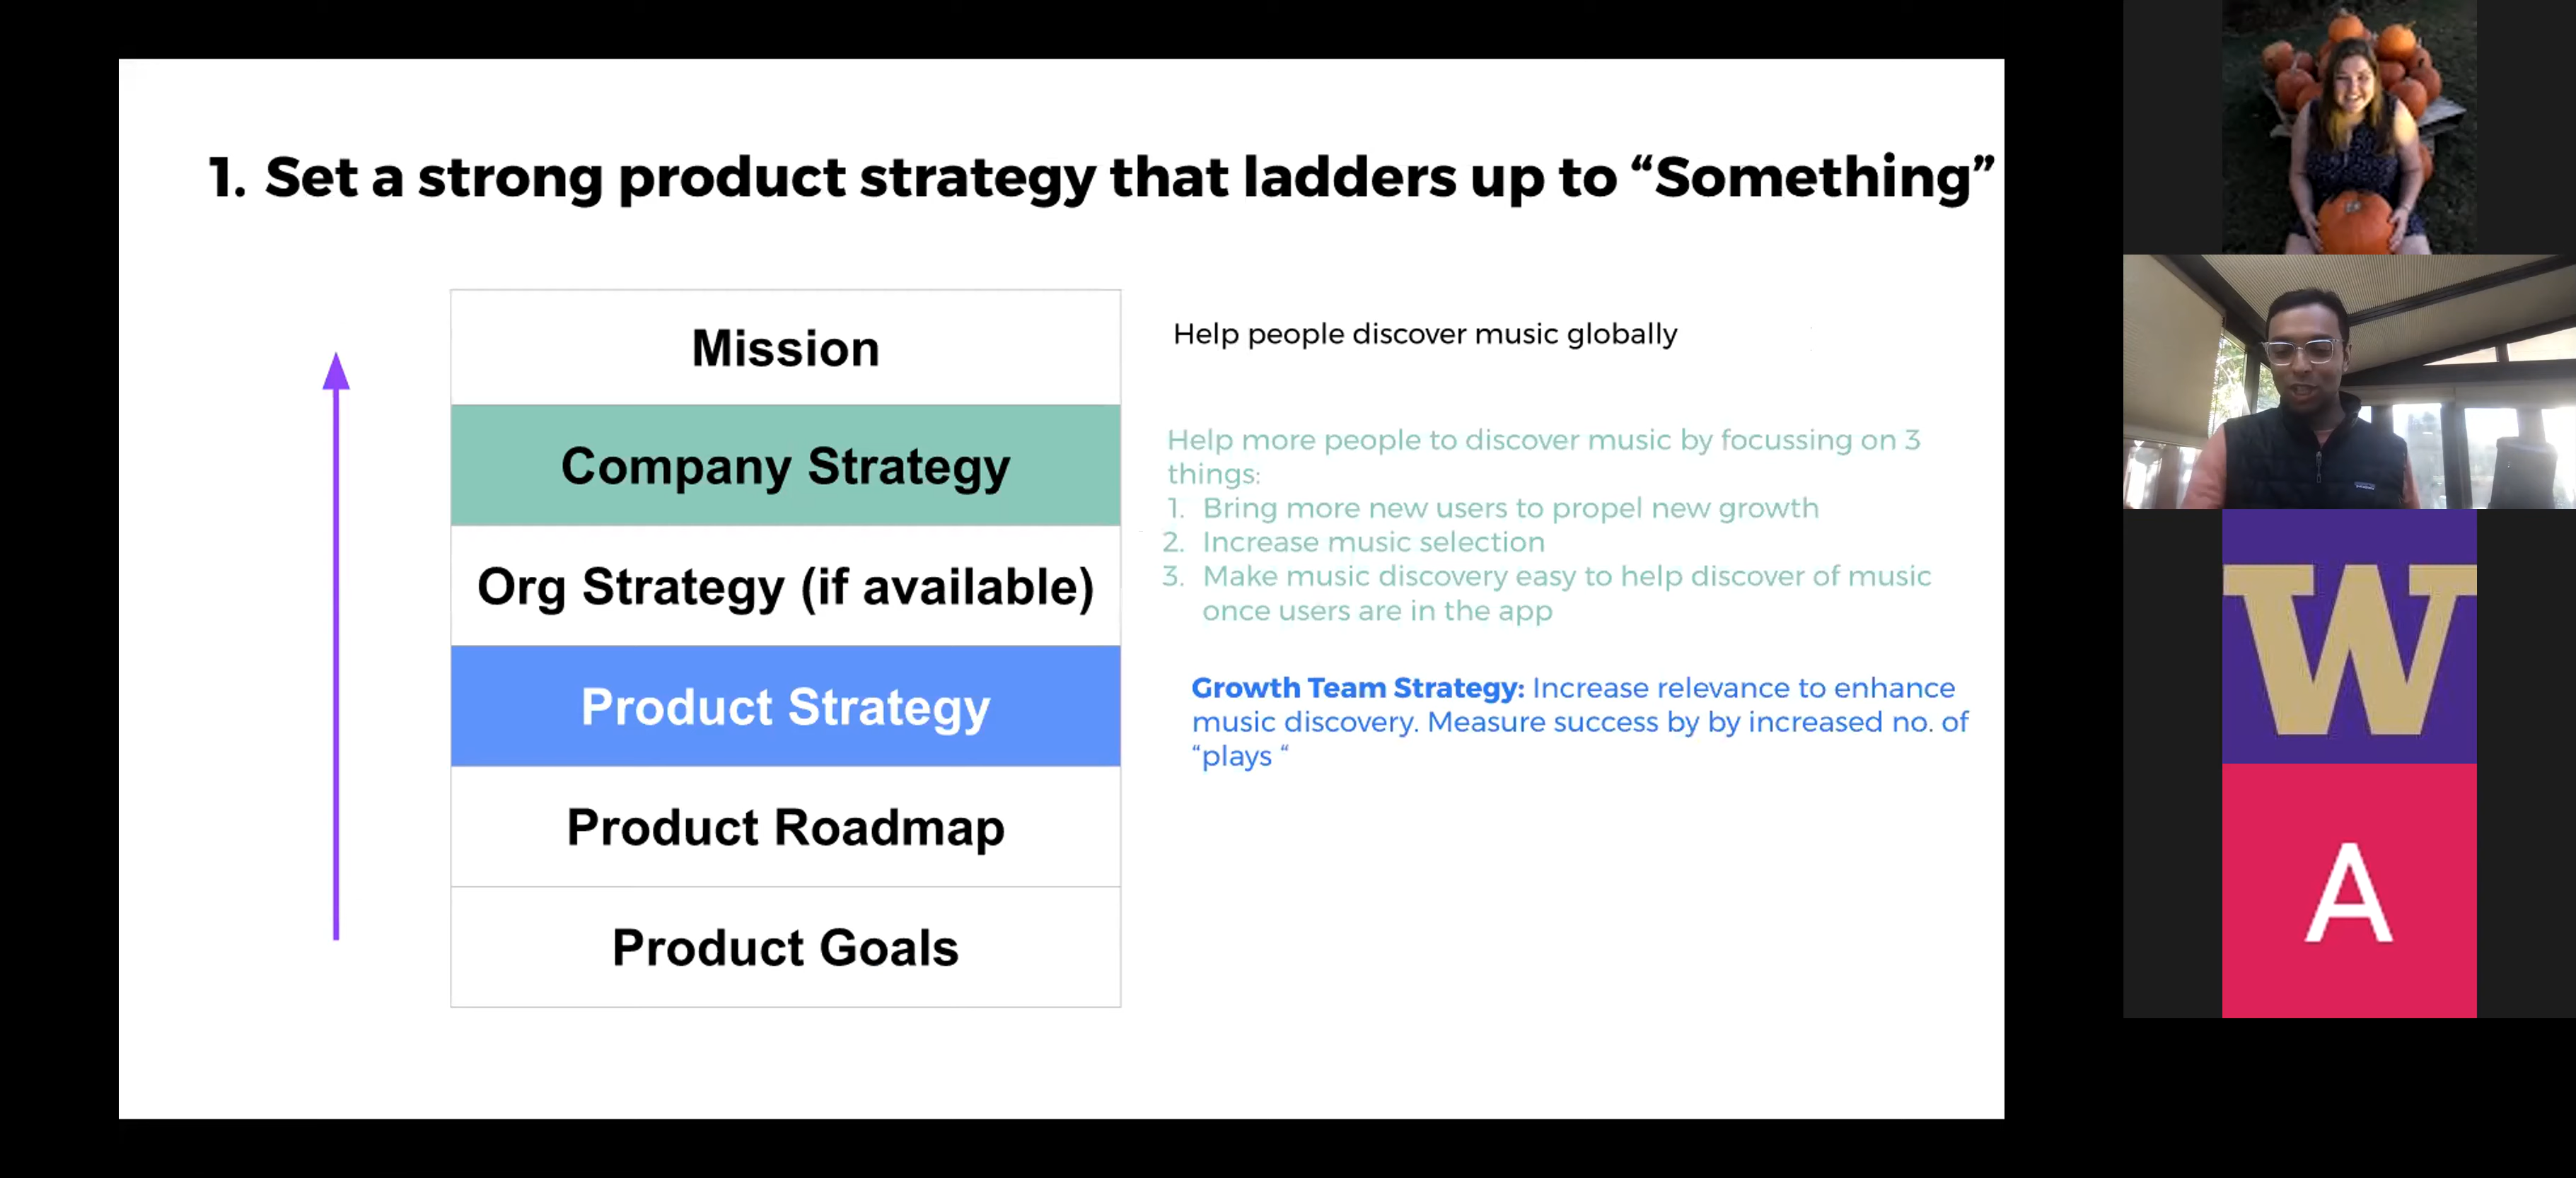 1. Set a strong product strategy that ladders up to “Something”
Mission
Help people discover music globally
Company Strategy
Help more people to discover music by focussing on 3
things:
1. Bring more new users to propel new growth
2. Increase music selection
3. Make music discovery easy to help discover of music
once users are in the app
Org Strategy (if available)
Product Strategy
Growth Team Strategy: Increase relevance to enhance
music discovery. Measure success by by increased no. of
“plays “
Product Roadmap
Product Goals
W
A